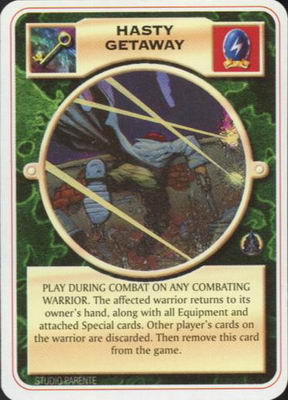 HASTY
GETAWAY
PLAY DURING COMBAT ON ANY COMBATING
WARRIOR. The affected warrior returns to its
owner's hand, along with all Equipment and
attached Special cards. Other player's cards on
the warrior are discarded. Then remove this card
from the game.
STUDIO PARENTE